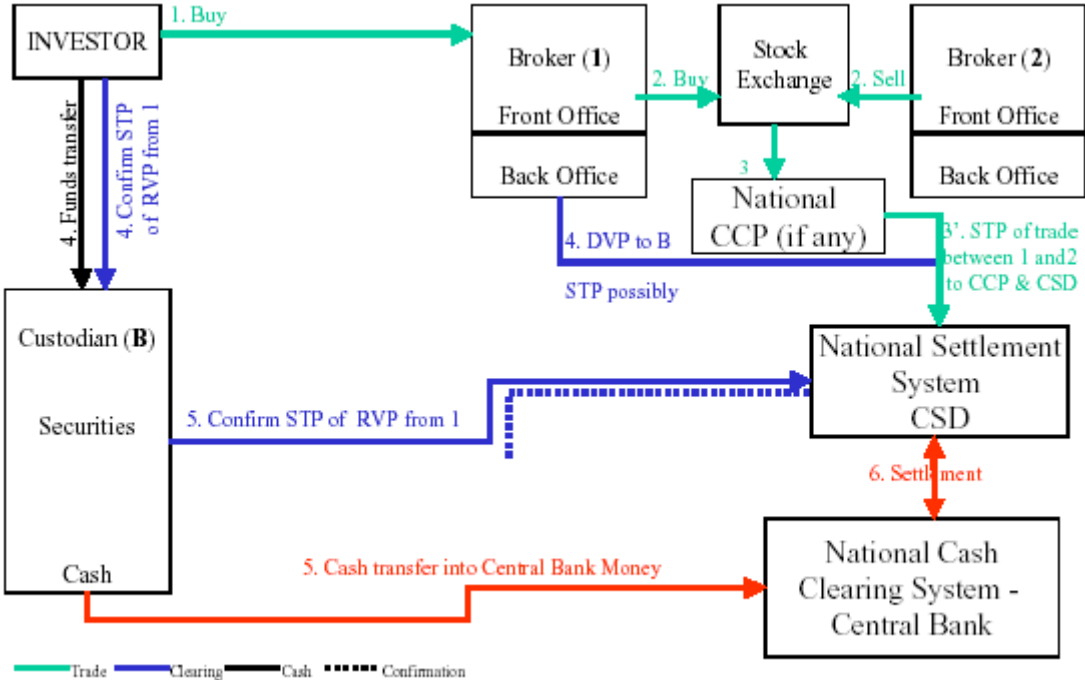 1. Buy
INVESTOR
Broker (1)
Front Office
Back Office
2. Buy
Stock
Exchange
2. Sell
Broker (2)
Front Office
Back Office
3
National
CCP (if any)
4. Funds transfer
4. Confirm STP
of RVP from 1
4. DVP to B
STP possibly
3’. STP of trade
between 1 and2
to CCP & CSD
Custodian (B)
Securities
Cash
National Settlement
System
CSD
5. Confirm STP of RVP from 1
6. Settlement
5. Cash transfer into Central Bank Money
National Cash
Clearing System -
Central Bank
Trade
Clearing
Cash
Confirmation